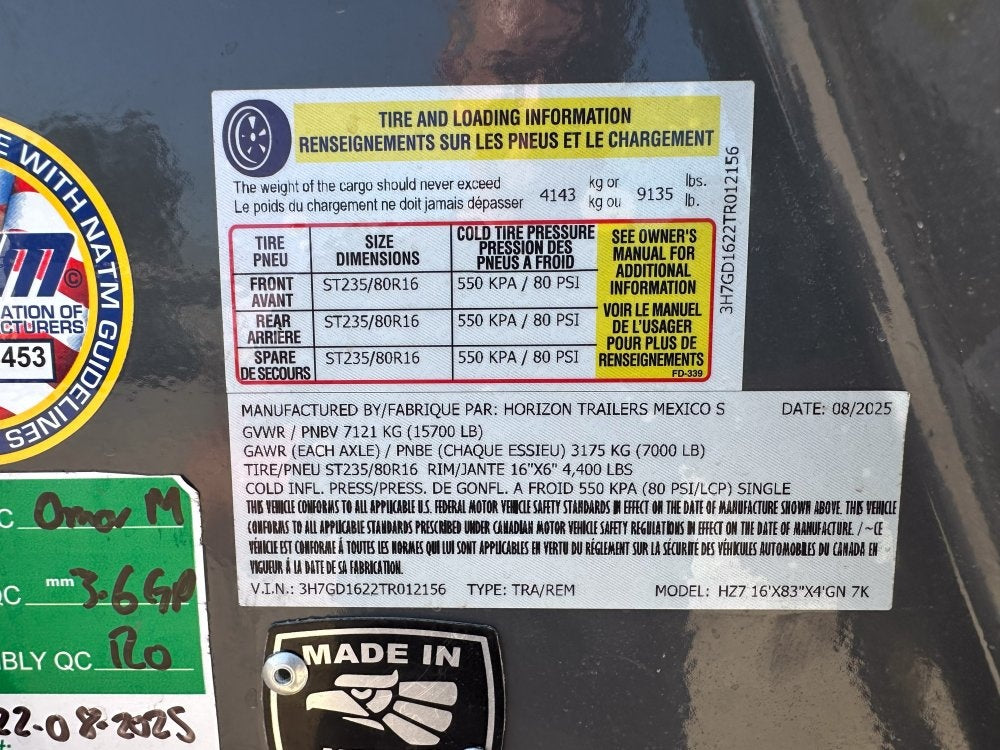 TIRE AND LOADING INFORMATION
RENSEIGNEMENTS SUR LES PNEUS ET LE CHARGEMENT
The weight of the cargo should never exceed 4143 kg or 9135 lbs.
Le poids du chargement ne doit jamais dépasser kg ou lb.
TIRE PNEU SIZE DIMENSIONS COLD TIRE PRESSURE PRESSION DES PNEUS A FROID
FRONT AVANT ST235/80R16 550 KPA / 80 PSI
REAR ARRIÈRE ST235/80R16 550 KPA / 80 PSI
SPARE DE SECOURS ST235/80R16 550 KPA / 80 PSI
SEE OWNER'S
MANUAL FOR
ADDITIONAL
INFORMATION
VOIR LE MANUEL
DE L'USAGER
POUR PLUS DE
RENSEIGNEMENTS
FD-339
3H7GD1622TR012156
MANUFACTURED BY/FABRIQUE PAR: HORIZON TRAILERS MEXICO S DATE: 08/2025
GVWR / PNBV 7121 KG (15700 LB)
GAWR (EACH AXLE) / PNBE (CHAQUE ESSIEU) 3175 KG (7000 LB)
TIRE/PNEU ST235/80R16 RIM/JANTE 16"X6" 4,400 LBS
COLD INFL. PRESS/PRESS. DE GONFL. A FROID 550 KPA (80 PSI/LCP) SINGLE
THIS VEHICLE CONFORMS TO ALL APPLICABLE U.S. FEDERAL MOTOR VEHICLE SAFETY STANDARDS IN EFFECT ON THE DATE OF MANUFACTURE SHOWN ABOVE. THIS VEHICLE
CONFORMS TO ALL APPLICABLE STANDARDS PRESCRIBED UNDER CANADIAN MOTOR VEHICLE SAFETY REGULATIONS IN EFFECT ON THE DATE OF MANUFACTURE. / ~CE
VÉHICLE EST CONFORME Á TOUTES LES NORMES QUI LUI SONT APPLICABLES EN VERTU DU RÉGLEMENT SUR LA SÉCURITE DES VÉHICULES AUTOMOBILES DU CANADA EN
VIGUEUR Á LA DATE DE SA FABRICATION.
V.I.N.: 3H7GD1622TR012156 TYPE: TRA/REM MODEL: HZ7 16'X83"X4'GN 7K
E WITH NATM GUIDELINES
ATION OF
CTURERS
©
453
C Omar M
QC mm 3.6 GP
BLY QC
22-08-2025
MADE IN